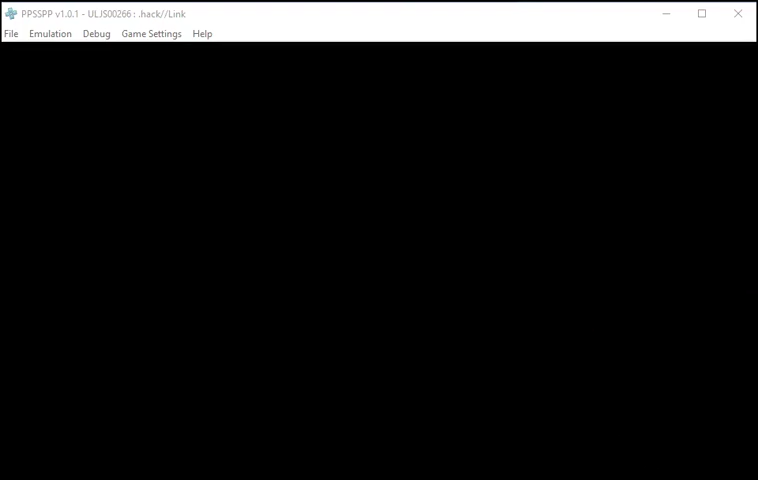 PPSSPP v1.0.1 - ULJS00266 : .hack//Link
File Emulation Debug Game Settings Help